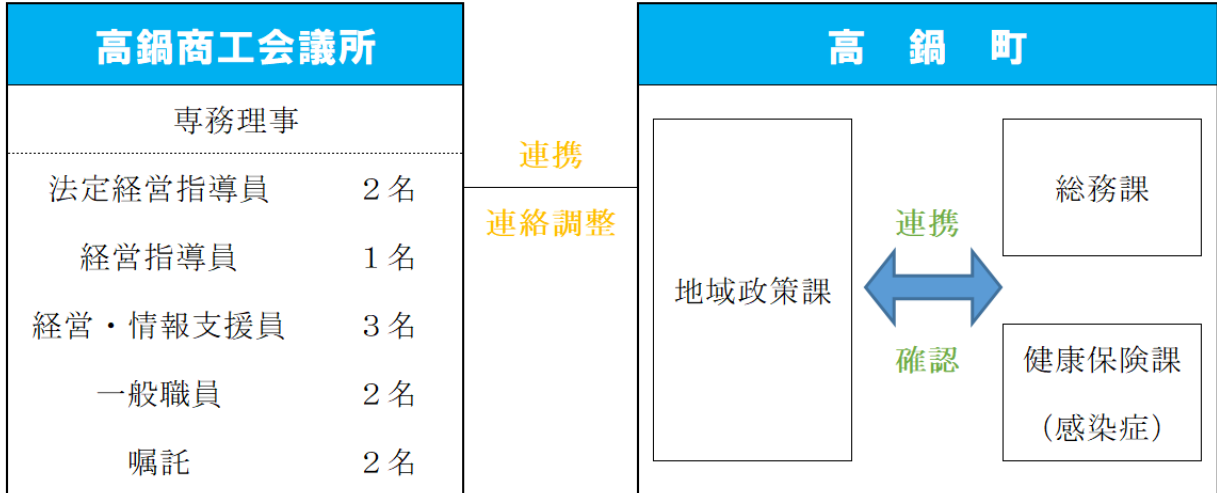 高鍋商工会議所
専務理事
法定経営指導員 ２名
経営指導員 １名
経営・情報支援員 ３名
一般職員 ２名
嘱託 ２名
連携
連絡調整
高 鍋 町
地域政策課
連携
確認
総務課
健康保険課
（感染症）